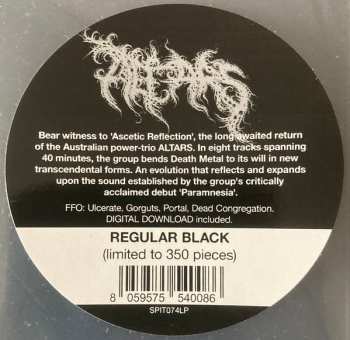 ALTARS
Bear witness to 'Ascetic Reflection', the long awaited return
of the Australian power-trio ALTARS. In eight tracks spanning
40 minutes, the group bends Death Metal to its will in new
transcendental forms. An evolution that reflects and expands
upon the sound established by the group's critically
acclaimed debut 'Paramnesia'.
FFO: Ulcerate. Gorguts, Portal, Dead Congregation.
DIGITAL DOWNLOAD included.
REGULAR BLACK
(limited to 350 pieces)
8 059575 540086
SPIT074LP